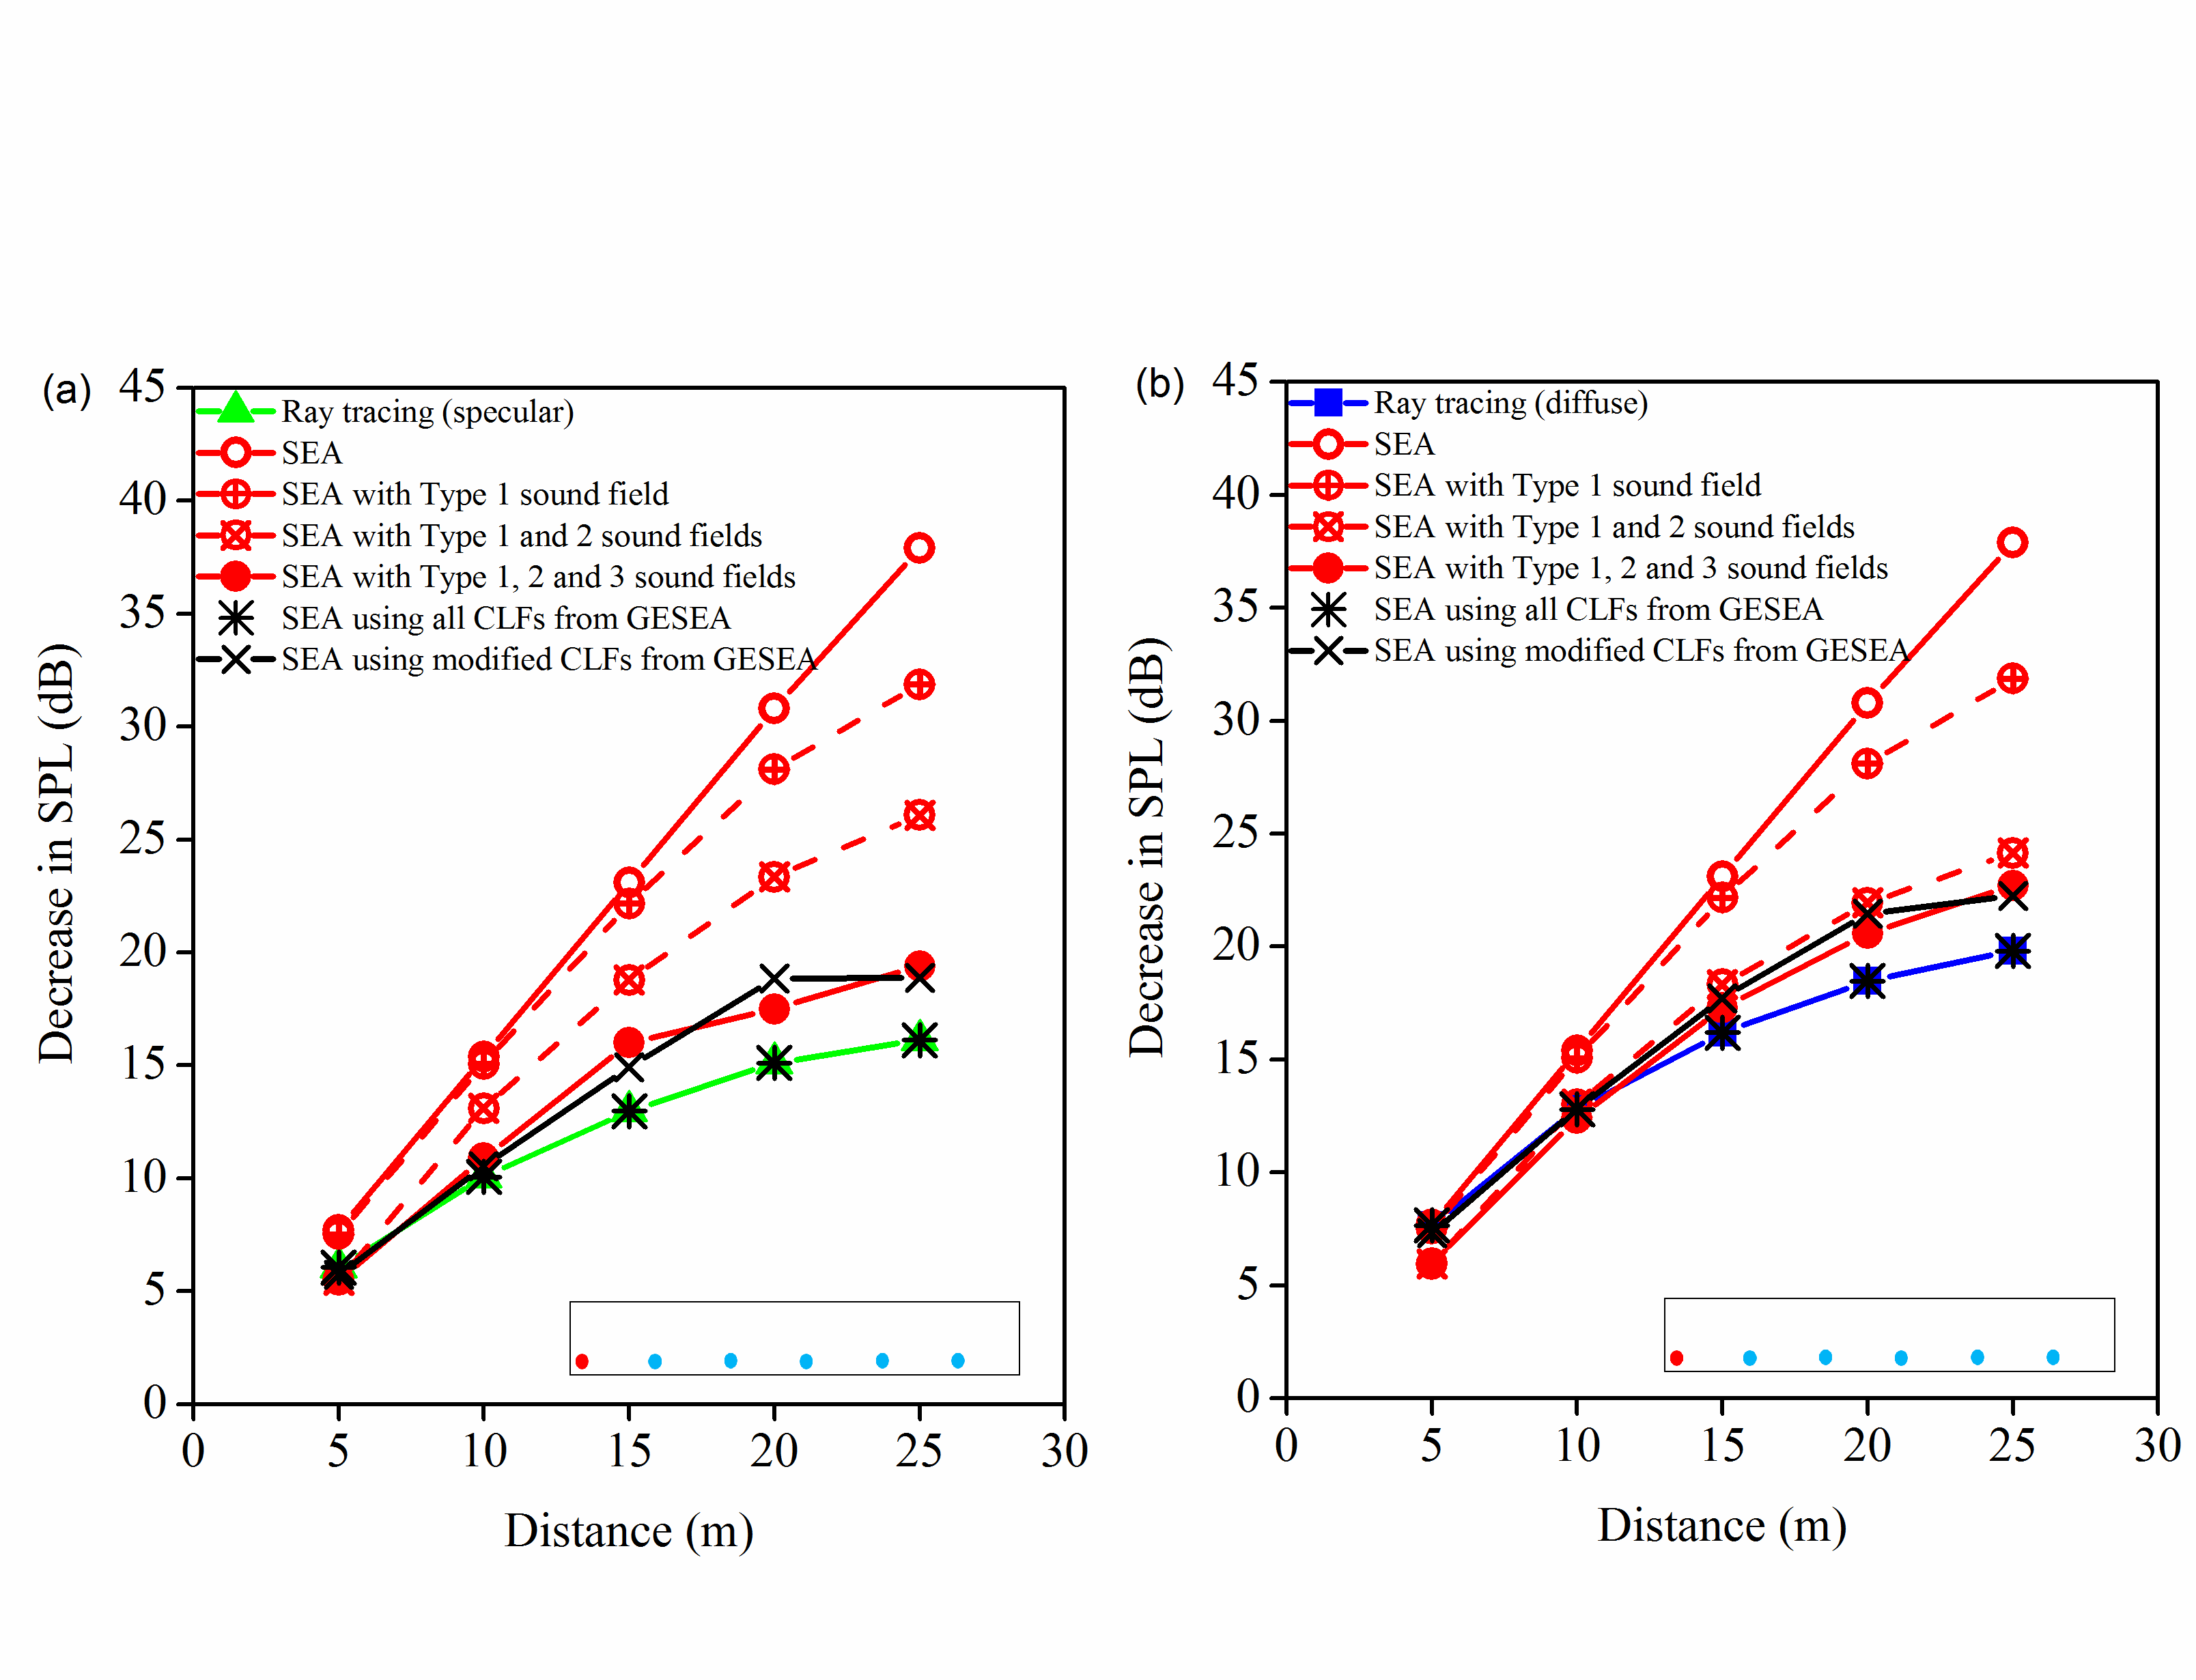 (a)
45
40
35
30
25
20
15
10
5
0
Decrease in SPL (dB)
Ray tracing (specular)
SEA
SEA with Type 1 sound field
SEA with Type 1 and 2 sound fields
SEA with Type 1, 2 and 3 sound fields
SEA using all CLFs from GESEA
SEA using modified CLFs from GESEA
0 5 10 15 20 25 30
Distance (m)
(b)
45
40
35
30
25
20
15
10
5
0
Decrease in SPL (dB)
Ray tracing (diffuse)
SEA
SEA with Type 1 sound field
SEA with Type 1 and 2 sound fields
SEA with Type 1, 2 and 3 sound fields
SEA using all CLFs from GESEA
SEA using modified CLFs from GESEA
0 5 10 15 20 25 30
Distance (m)